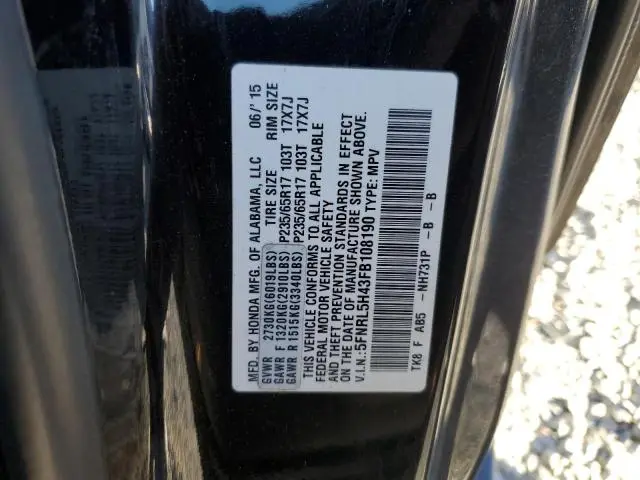 MFD. BY HONDA MFG. OF ALABAMA, LLC 06/'15
GVWR 2730KG(6019LBS) TIRE SIZE RIM SIZE
GAWR F 1320KG(2910LBS) P235/65R17 103T 17X7J
GAWR R 1515KG(3340LBS) P235/65R17 103T 17X7J
THIS VEHICLE CONFORMS TO ALL APPLICABLE
FEDERAL MOTOR VEHICLE SAFETY
AND THEFT PREVENTION STANDARDS IN EFFECT
ON THE DATE OF MANUFACTURE SHOWN ABOVE.
V.I.N.:5FNRL5H43FB108190 TYPE: MPV
TK8 F AB5 -NH731P -B -B